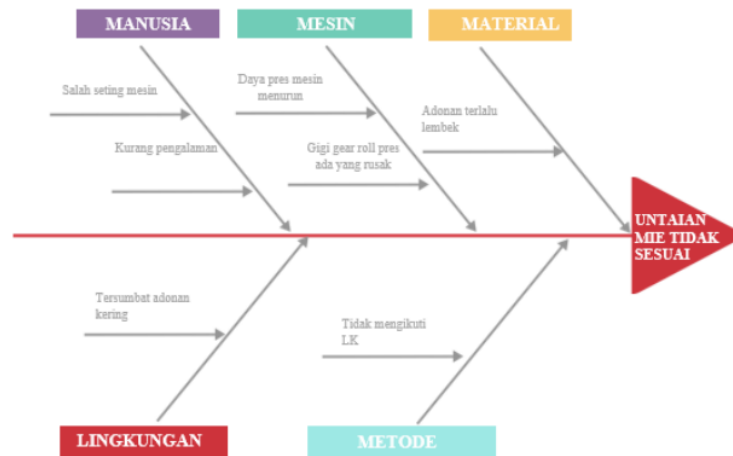 MANUSIA
MESIN
MATERIAL
Salah seting mesin
Daya pres mesin
menurun
Adonan terlalu
lembek
Kurang pengalaman
Gigi gear roll pres
ada yang rusak
UNTAIAN
MIE TIDAK
SESUAI
Tersumbat adonan
kering
Tidak mengikuti
LK
LINGKUNGAN
METODE